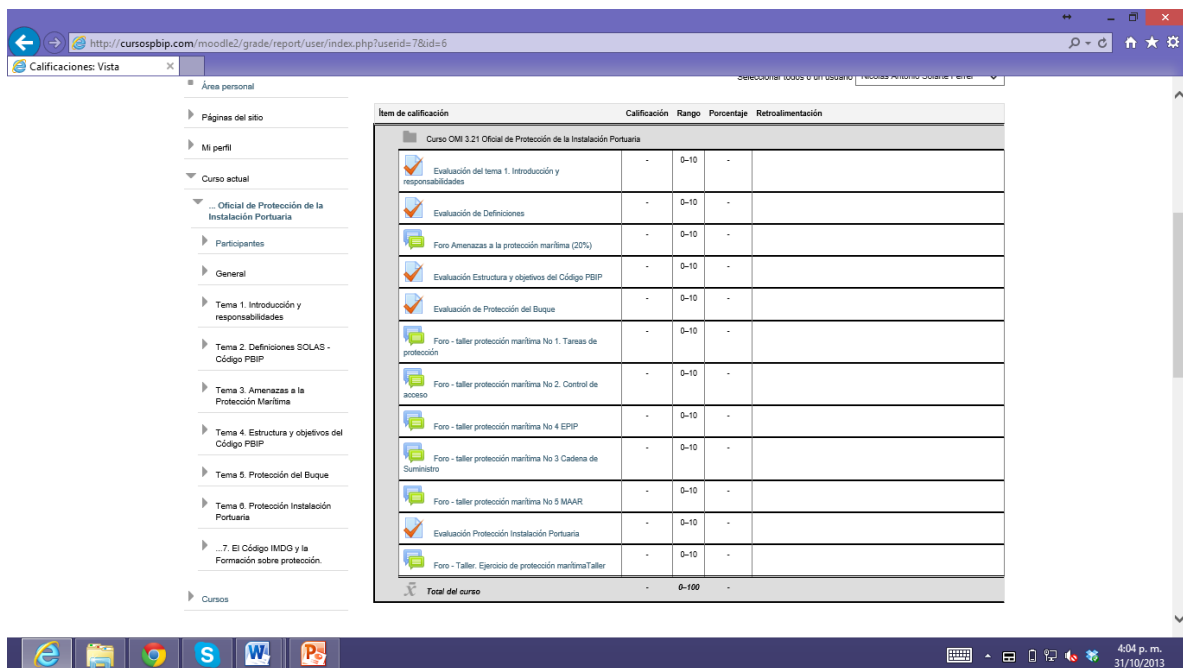 http://cursospbip.com/moodle2/grade/report/user/index.php?userid=7&id=6
Calificaciones: Vista
Seleccionar todos o un usuario Nicolas Antonio Solarte Ferrer
Área personal
Páginas del sitio
Mi perfil
Curso actual
... Oficial de Protección de la
Instalación Portuaria
Participantes
General
Tema 1. Introducción y
responsabilidades
Tema 2. Definiciones SOLAS -
Código PBIP
Tema 3. Amenazas a la
Protección Marítima
Tema 4. Estructura y objetivos del
Código PBIP
Tema 5. Protección del Buque
Tema 6. Protección Instalación
Portuaria
...7. El Código IMDG y la
Formación sobre protección.
Cursos
Ítem de calificación Calificación Rango Porcentaje Retroalimentación
Curso OMI 3.21 Oficial de Protección de la Instalación Portuaria
Evaluación del tema 1. Introducción y - 0–10 -
responsabilidades
Evaluación de Definiciones - 0–10 -
Foro Amenazas a la protección marítima (20%) - 0–10 -
Evaluación Estructura y objetivos del Código PBIP - 0–10 -
Evaluación de Protección del Buque - 0–10 -
Foro - taller protección marítima No 1. Tareas de - 0–10 -
protección
Foro - taller protección marítima No 2. Control de - 0–10 -
acceso
Foro - taller protección marítima No 4 EPIP - 0–10 -
Foro - taller protección marítima No 3 Cadena de - 0–10 -
Suministro
Foro - taller protección marítima No 5 MAAR - 0–10 -
Evaluación Protección Instalación Portuaria - 0–10 -
Foro - Taller. Ejercicio de protección marítimaTaller - 0–10 -
Total del curso - 0–100 -
4:04 p. m.
31/10/2013